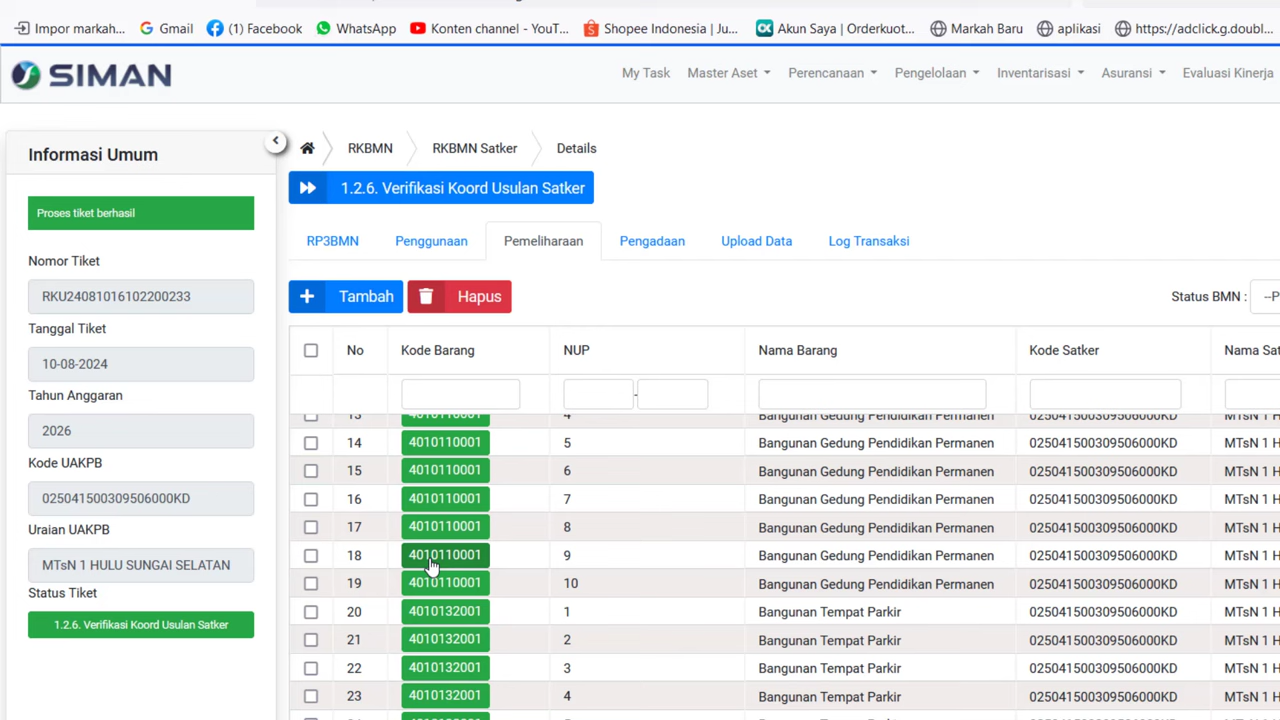 Impor markah... Gmail (1) Facebook WhatsApp Konten channel - YouT... Shopee Indonesia | Ju... Akun Saya | Orderkuot... Markah Baru aplikasi https://adclick.g.doubl...
SIMAN My Task Master Aset Perencanaan Pengelolaan Inventarisasi Asuransi Evaluasi Kinerja
Informasi Umum
Proses tiket berhasil
Nomor Tiket
RKU24081016102200233
Tanggal Tiket
10-08-2024
Tahun Anggaran
2026
Kode UAKPB
025041500309506000KD
Uraian UAKPB
MTsN 1 HULU SUNGAI SELATAN
Status Tiket
1.2.6. Verifikasi Koord Usulan Satker
RKBMN RKBMN Satker Details
1.2.6. Verifikasi Koord Usulan Satker
RP3BMN Penggunaan Pemeliharaan Pengadaan Upload Data Log Transaksi
Tambah Hapus Status BMN : --P
No Kode Barang NUP Nama Barang Kode Satker Nama Sat
-
13 4010110001 4 Bangunan Gedung Pendidikan Permanen 025041500309506000KD MTsN 1 H
14 4010110001 5 Bangunan Gedung Pendidikan Permanen 025041500309506000KD MTsN 1 H
15 4010110001 6 Bangunan Gedung Pendidikan Permanen 025041500309506000KD MTsN 1 H
16 4010110001 7 Bangunan Gedung Pendidikan Permanen 025041500309506000KD MTsN 1 H
17 4010110001 8 Bangunan Gedung Pendidikan Permanen 025041500309506000KD MTsN 1 H
18 4010110001 9 Bangunan Gedung Pendidikan Permanen 025041500309506000KD MTsN 1 H
19 4010110001 10 Bangunan Gedung Pendidikan Permanen 025041500309506000KD MTsN 1 H
20 4010132001 1 Bangunan Tempat Parkir 025041500309506000KD MTsN 1 H
21 4010132001 2 Bangunan Tempat Parkir 025041500309506000KD MTsN 1 H
22 4010132001 3 Bangunan Tempat Parkir 025041500309506000KD MTsN 1 H
23 4010132001 4 Bangunan Tempat Parkir 025041500309506000KD MTsN 1 H